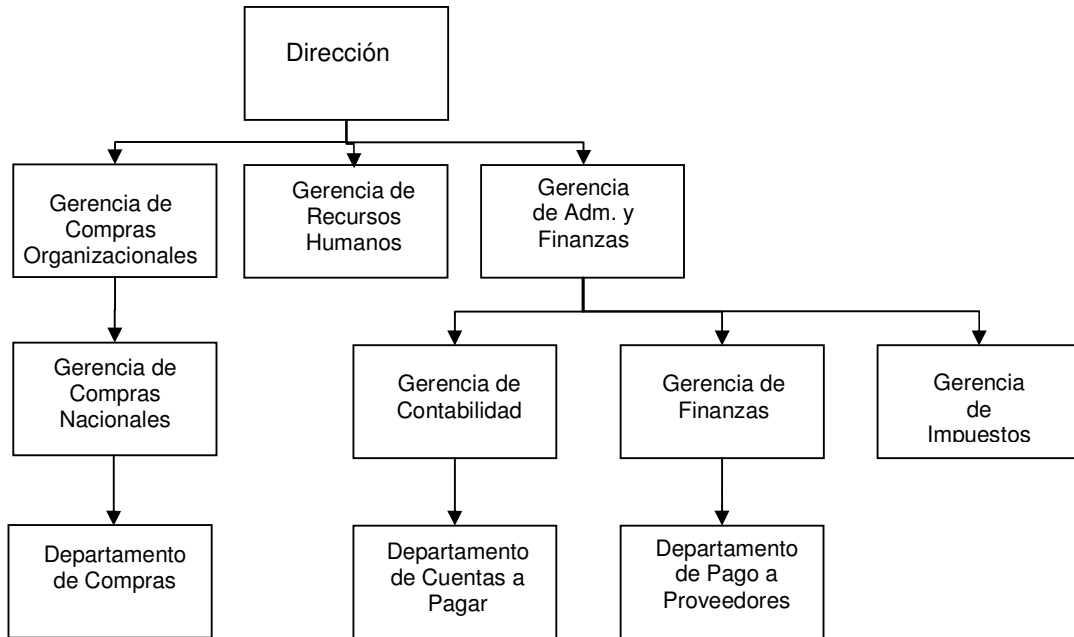 Dirección
Gerencia de
Compras
Organizacionales
Gerencia de
Recursos
Humanos
Gerencia
de Adm. y
Finanzas
Gerencia de
Compras
Nacionales
Gerencia de
Contabilidad
Gerencia de
Finanzas
Gerencia
de
Impuestos
Departamento
de Compras
Departamento
de Cuentas a
Pagar
Departamento
de Pago a
Proveedores